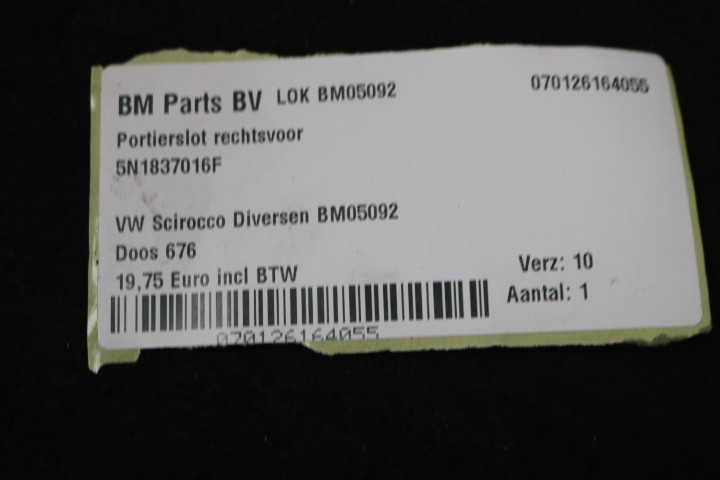 BM Parts BV LOK BM05092 070126164055
Portierslot rechtsvoor
5N1837016F
VW Scirocco Diversen BM05092
Doos 676
19,75 Euro incl BTW
Verz: 10
Aantal: 1
070126164055